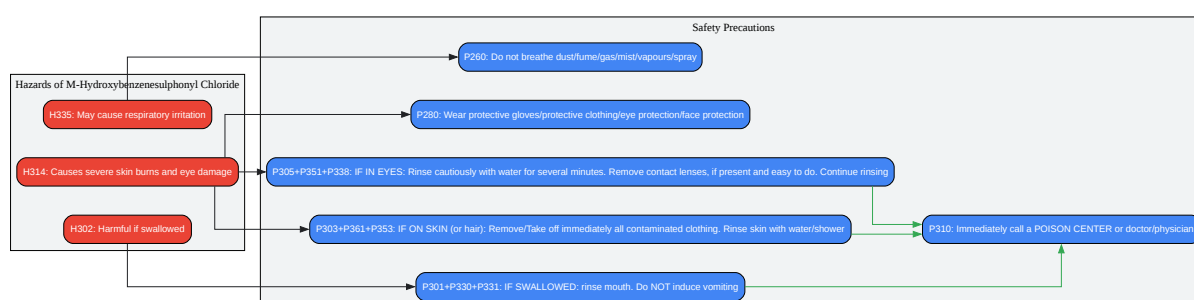 Safety Precautions
P260: Do not breathe dust/fume/gas/mist/vapours/spray
Hazards of M-Hydroxybenzenesulphonyl Chloride
H335: May cause respiratory irritation
P280: Wear protective gloves/protective clothing/eye protection/face protection
H314: Causes severe skin burns and eye damage
P305+P351+P338: IF IN EYES: Rinse cautiously with water for several minutes. Remove contact lenses, if present and easy to do. Continue rinsing
H302: Harmful if swallowed
P303+P361+P353: IF ON SKIN (or hair): Remove/Take off immediately all contaminated clothing. Rinse skin with water/shower
P310: Immediately call a POISON CENTER or doctor/physician
P301+P330+P331: IF SWALLOWED: rinse mouth. Do NOT induce vomiting